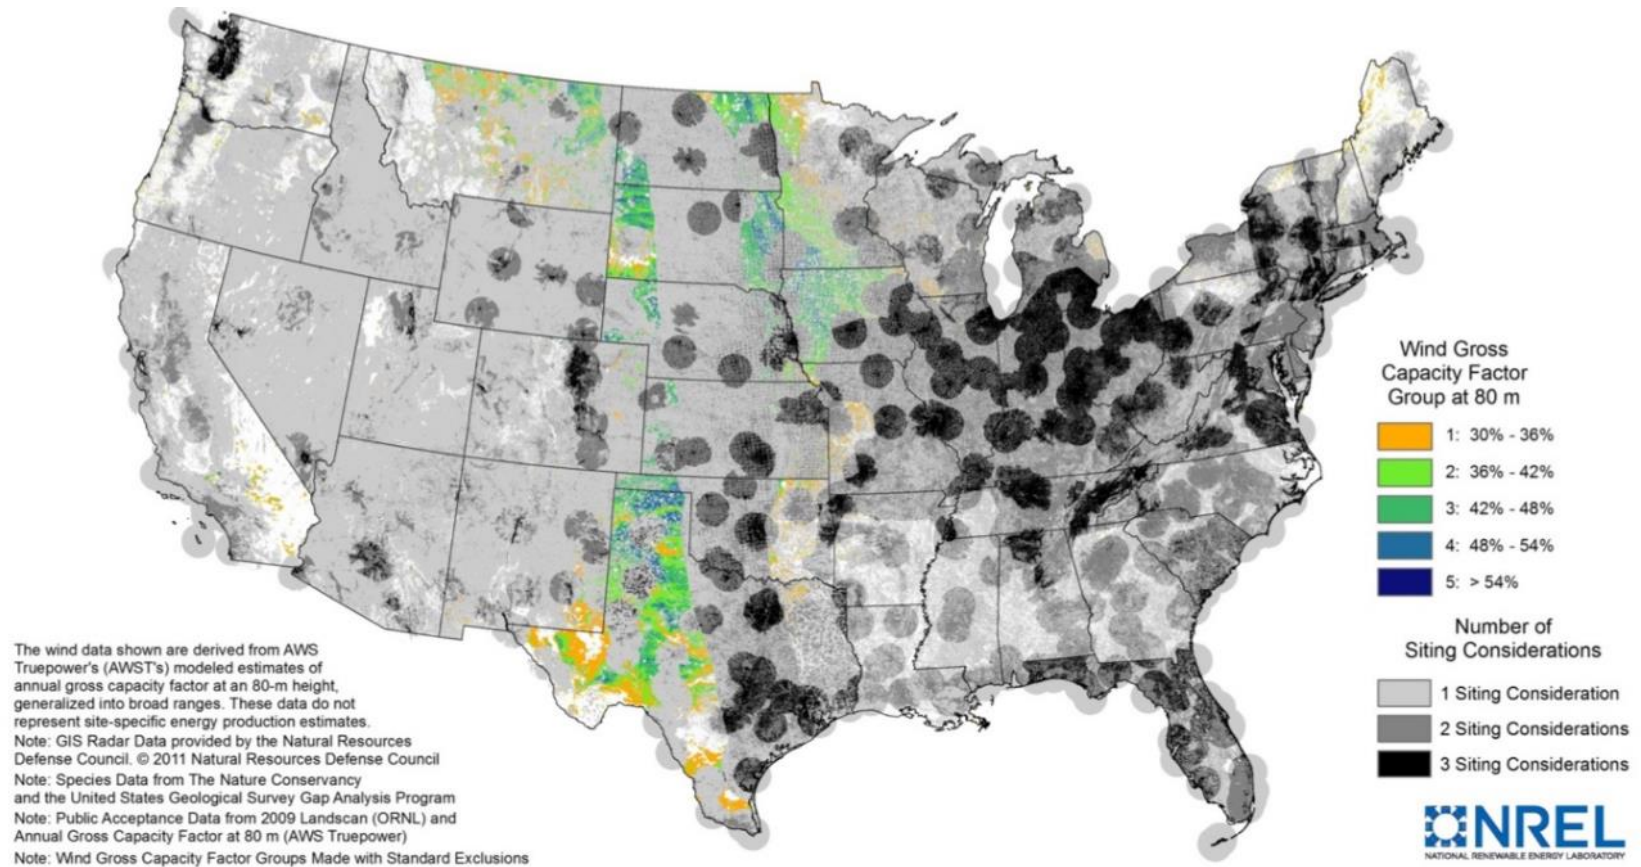 Wind Gross
Capacity Factor
Group at 80 m
1: 30% - 36%
2: 36% - 42%
3: 42% - 48%
4: 48% - 54%
5: > 54%
Number of
Siting Considerations
1 Siting Consideration
2 Siting Considerations
3 Siting Considerations
The wind data shown are derived from AWS
Truepower's (AWST's) modeled estimates of
annual gross capacity factor at an 80-m height,
generalized into broad ranges. These data do not
represent site-specific energy production estimates.
Note: GIS Radar Data provided by the Natural Resources
Defense Council. © 2011 Natural Resources Defense Council
Note: Species Data from The Nature Conservancy
and the United States Geological Survey Gap Analysis Program
Note: Public Acceptance Data from 2009 Landscan (ORNL) and
Annual Gross Capacity Factor at 80 m (AWS Truepower)
Note: Wind Gross Capacity Factor Groups Made with Standard Exclusions
NREL
NATIONAL RENEWABLE ENERGY LABORATORY